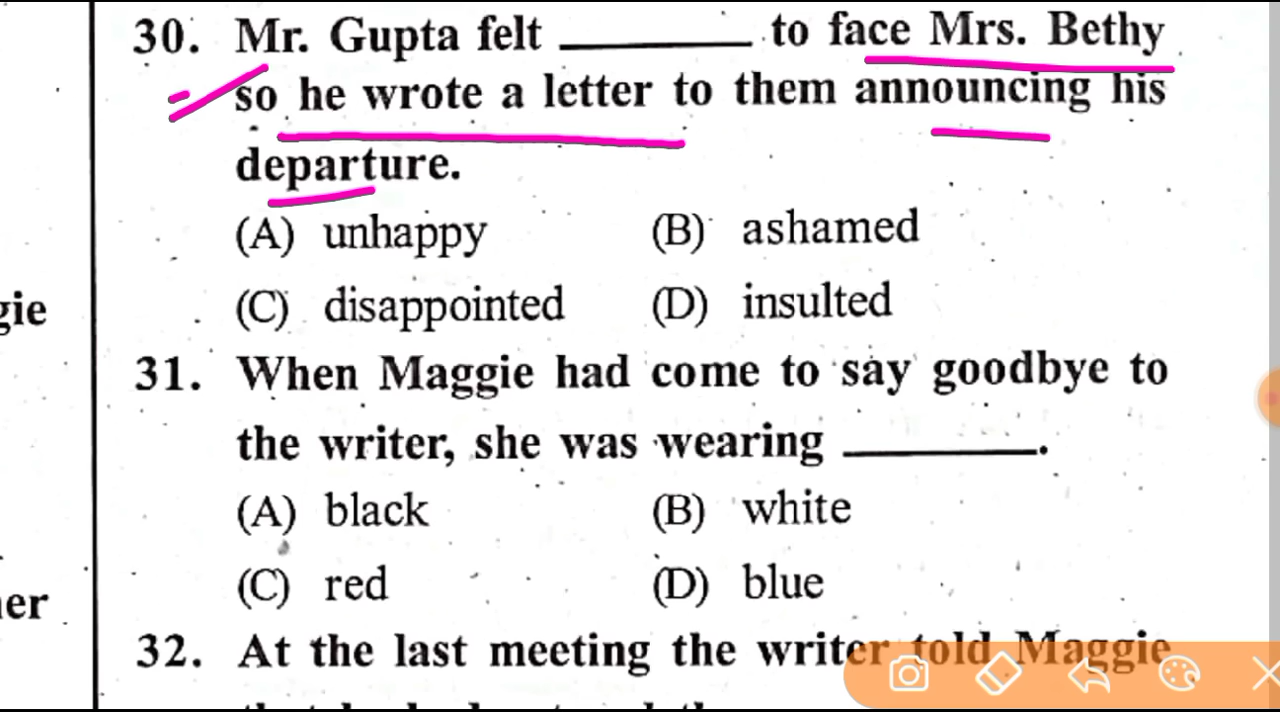 30. Mr. Gupta felt ________ to face Mrs. Bethy
so he wrote a letter to them announcing his
departure.
(A) unhappy (B) ashamed
(C) disappointed (D) insulted
gie
31. When Maggie had come to say goodbye to
the writer, she was wearing ________.
(A) black (B) white
(C) red (D) blue
er
32. At the last meeting the writer told Maggie